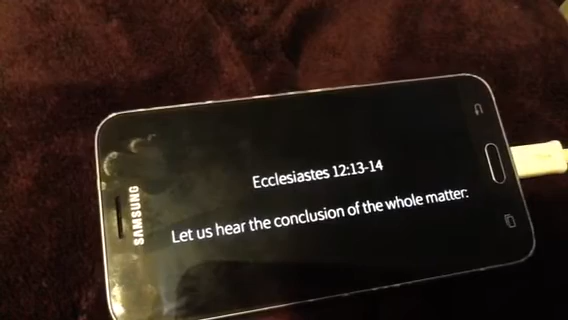 SAMSUNG
Ecclesiastes 12:13-14
Let us hear the conclusion of the whole matter: